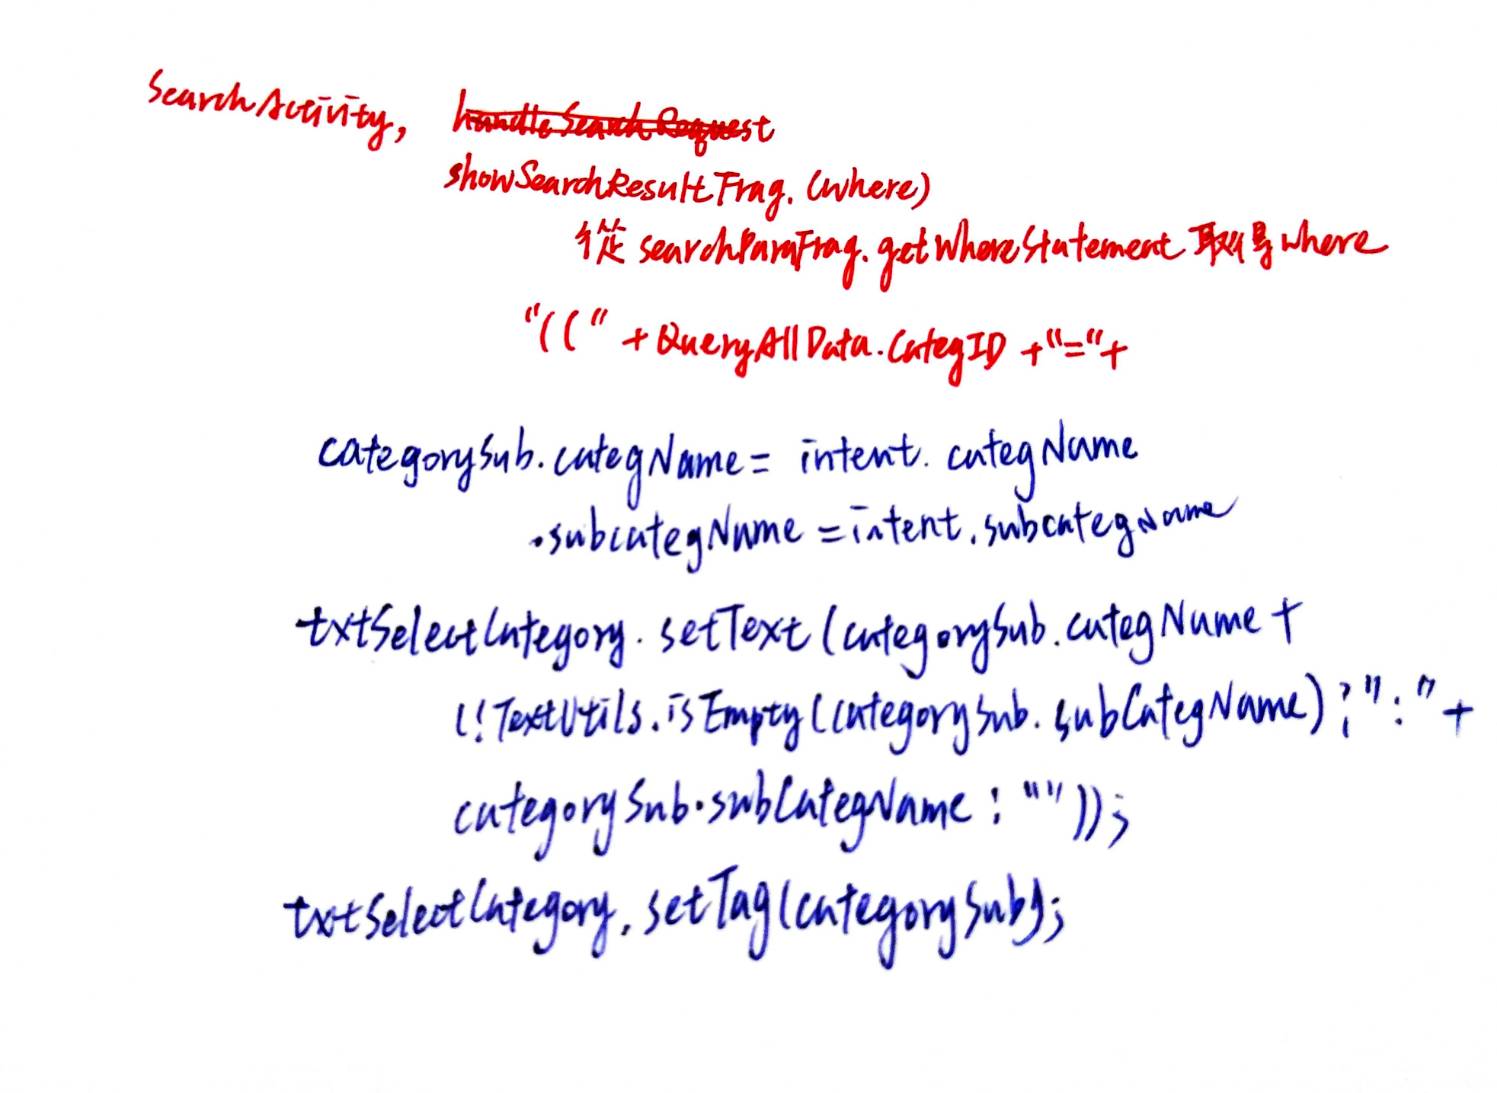 SearchActivity, handleSearchRequest
showSearchResultFrag. (where)
從 searchParaFrag. getWhereStatement 取得 where
"((" + QueryAllData.CategID + "=" +
categorySub. categName = intent. categName
.subcategName = intent. subcategName
txtSelectCategory. setText (categorySub. categName +
(!TextUtils. isEmpty (categorySub. subCategName) ? ":" +
categorySub.subCategName : "" ));
txtSelectCategory. setTag (categorySub);